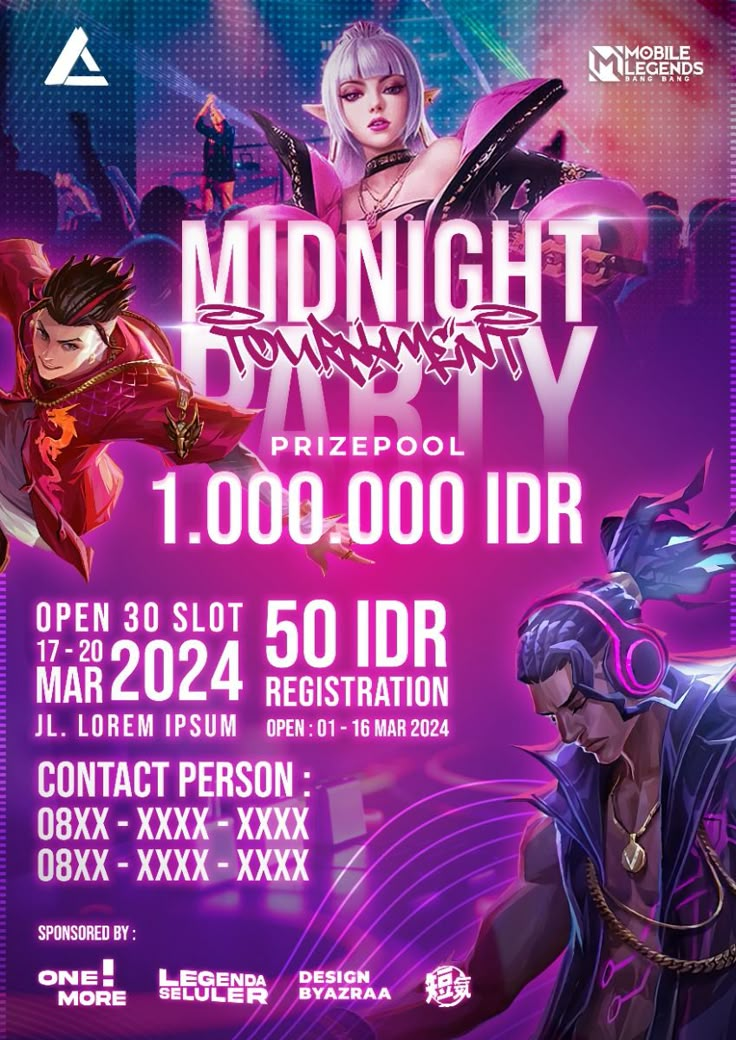 MOBILE
LEGENDS
BANG BANG
MIDNIGHT
TOURNAMENT
PARTY
PRIZEPOOL
1.000.000 IDR
OPEN 30 SLOT
17 - 20
MAR 2024
JL. LOREM IPSUM
50 IDR
REGISTRATION
OPEN : 01 - 16 MAR 2024
CONTACT PERSON :
08XX - XXXX - XXXX
08XX - XXXX - XXXX
SPONSORED BY :
ONE!
MORE
LEGENDA
SELULER
DESIGN
BYAZRAA
短気